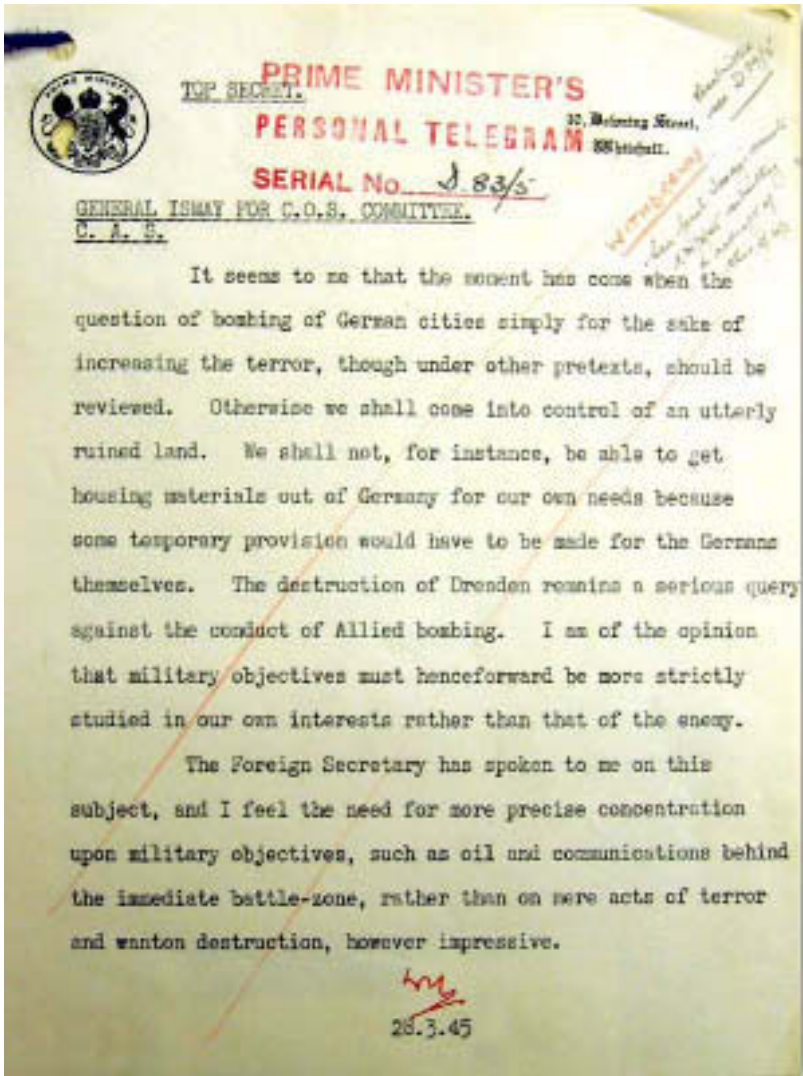 PRIME MINISTER
TOP SECRET.
PRIME MINISTER'S
PERSONAL TELEGRAM
SERIAL No D 83/5
10, Downing Street,
Whitehall.
WITHDRAWN
GENERAL ISMAY FOR C.O.S. COMMITTEE.
C. A. S.
It seems to me that the moment has come when the
question of bombing of German cities simply for the sake of
increasing the terror, though under other pretexts, should be
reviewed. Otherwise we shall come into control of an utterly
ruined land. We shall not, for instance, be able to get
housing materials out of Germany for our own needs because
some temporary provision would have to be made for the Germans
themselves. The destruction of Dresden remains a serious query
against the conduct of Allied bombing. I am of the opinion
that military objectives must henceforward be more strictly
studied in our own interests rather than that of the enemy.
The Foreign Secretary has spoken to me on this
subject, and I feel the need for more precise concentration
upon military objectives, such as oil and communications behind
the immediate battle-zone, rather than on mere acts of terror
and wanton destruction, however impressive.
28.3.45